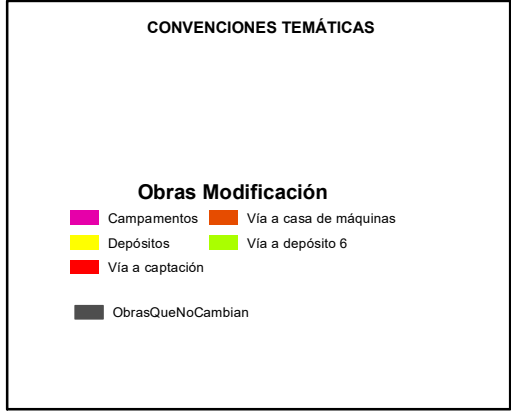 CONVENCIONES TEMÁTICAS
Obras Modificación
Campamentos Vía a casa de máquinas
Depósitos Vía a depósito 6
Vía a captación
ObrasQueNoCambian